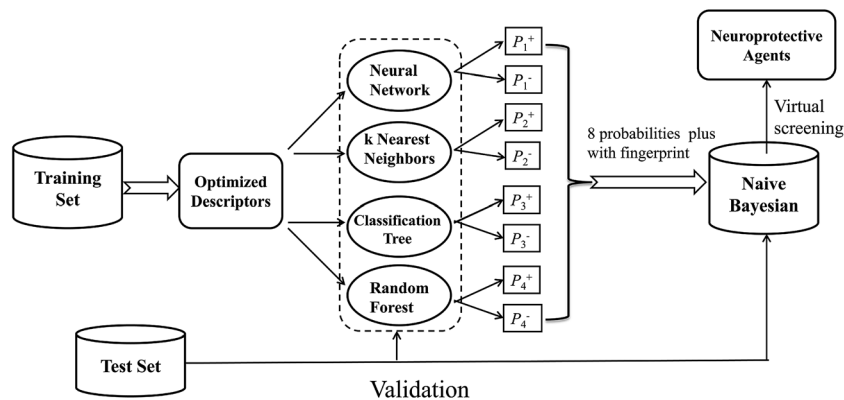 Training
Set
Optimized
Descriptors
Neural
Network
k Nearest
Neighbors
Classification
Tree
Random
Forest
P₁⁺
P₁⁻
P₂⁺
P₂⁻
P₃⁺
P₃⁻
P₄⁺
P₄⁻
8 probabilities plus
with fingerprint
Neuroprotective
Agents
Virtual
screening
Naive
Bayesian
Test Set
Validation